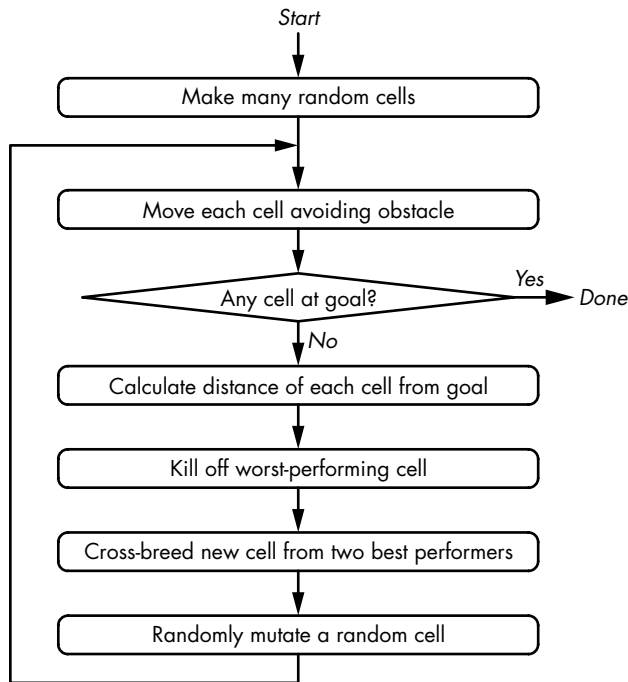 Start
Make many random cells
Move each cell avoiding obstacle
Any cell at goal?
Yes
Done
No
Calculate distance of each cell from goal
Kill off worst-performing cell
Cross-breed new cell from two best performers
Randomly mutate a random cell